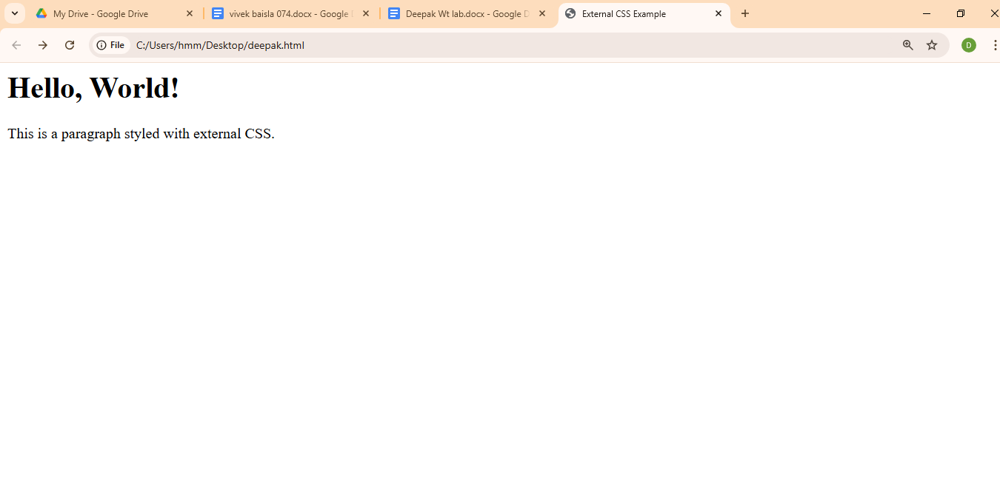 My Drive - Google Drive
vivek baisla 074.docx - Google
Deepak Wt lab.docx - Google D
External CSS Example
File
C:/Users/hmm/Desktop/deepak.html
D
Hello, World!
This is a paragraph styled with external CSS.